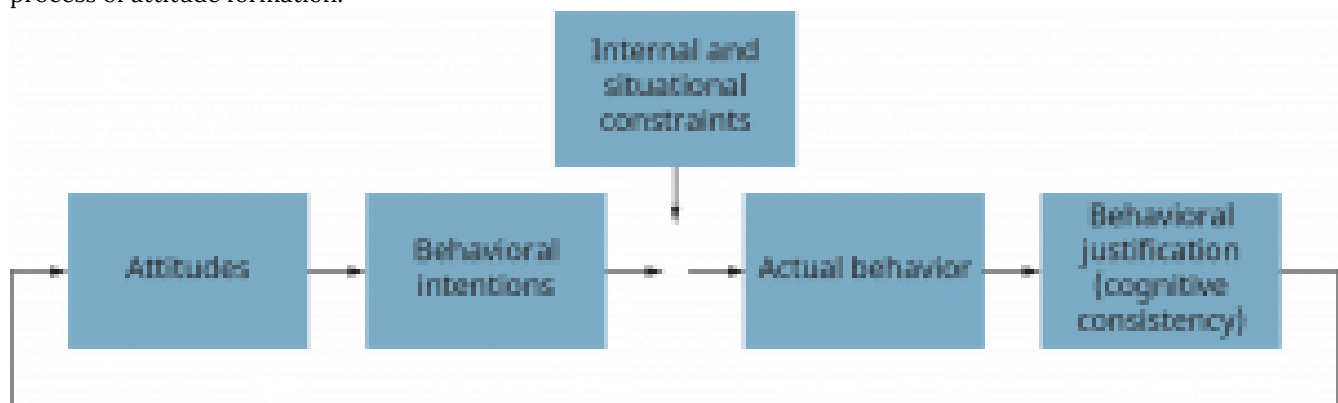 process of attitude formation.
Internal and
situational
constraints
Attitudes
Behavioral
intentions
Actual behavior
Behavioral
justification
(cognitive
consistency)